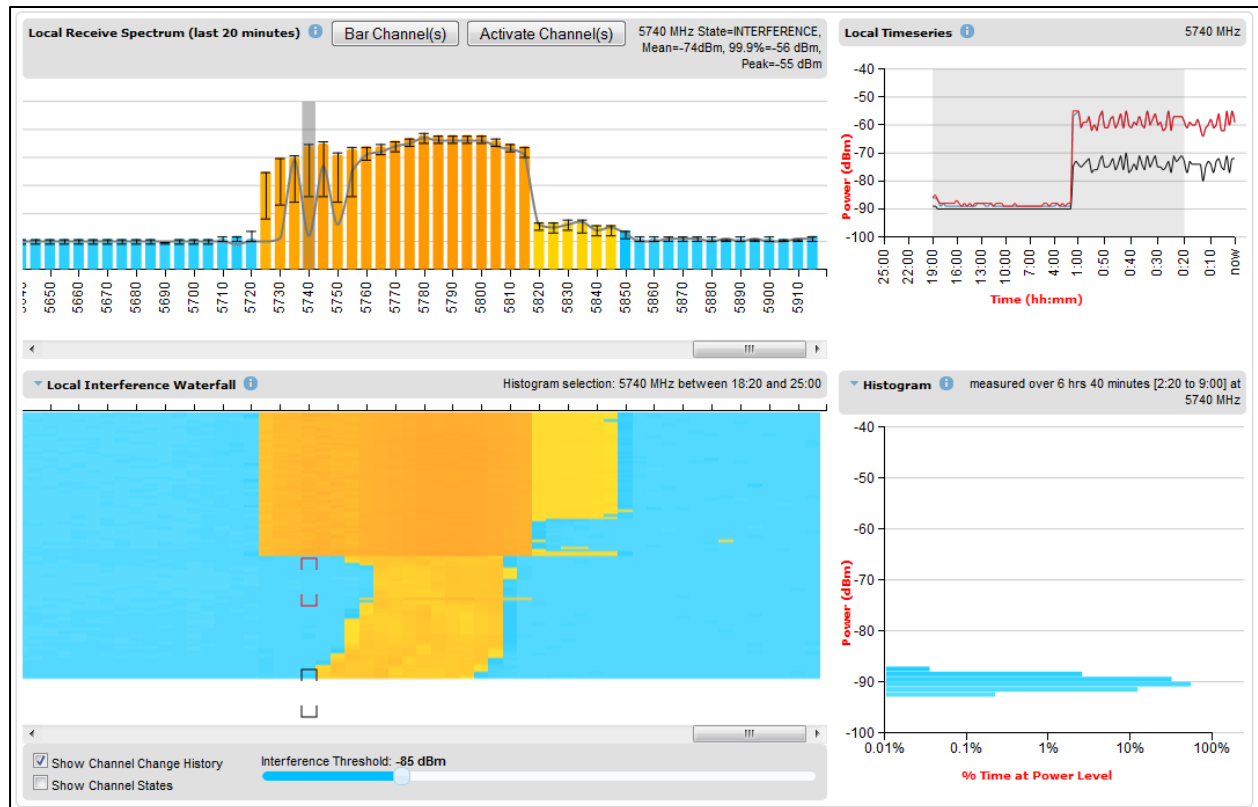 Local Receive Spectrum (last 20 minutes) i Bar Channel(s) Activate Channel(s)
5740 MHz State=INTERFERENCE,
Mean=-74dBm, 99.9%=-56 dBm,
Peak=-55 dBm
5650 5660 5670 5680 5690 5700 5710 5720 5730 5740 5750 5760 5770 5780 5790 5800 5810 5820 5830 5840 5850 5860 5870 5880 5890 5900 5910
Local Timeseries i 5740 MHz
-40
-50
-60
-70
-80
-90
-100
Power (dBm)
25:00 22:00 19:00 16:00 13:00 10:00 7:00 4:00 1:00 0:50 0:40 0:30 0:20 0:10 now
Time (hh:mm)
Local Interference Waterfall i Histogram selection: 5740 MHz between 18:20 and 25:00
Show Channel Change History
Show Channel States
Interference Threshold: -85 dBm
Histogram i measured over 6 hrs 40 minutes [2:20 to 9:00] at
5740 MHz
-40
-50
-60
-70
-80
-90
-100
Power (dBm)
0.01% 0.1% 1% 10% 100%
% Time at Power Level